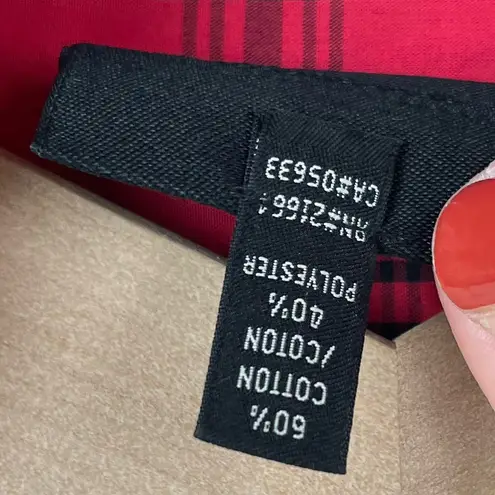 60%
COTTON
/COTON
40%
POLYESTER
RN#21661
CA#05633